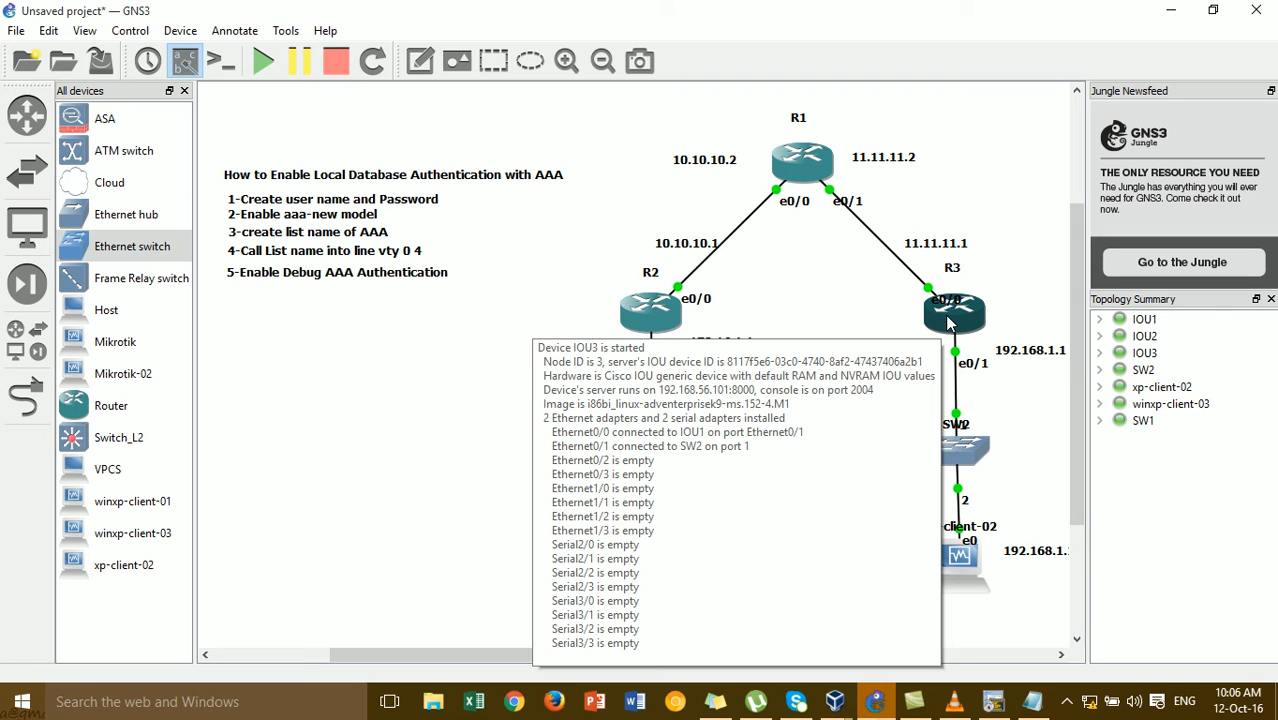 Unsaved project* — GNS3
File Edit View Control Device Annotate Tools Help
All devices
ASA
ATM switch
Cloud
Ethernet hub
Ethernet switch
Frame Relay switch
Host
Mikrotik
Mikrotik-02
Router
Switch_L2
VPCS
winxp-client-01
winxp-client-03
xp-client-02
How to Enable Local Database Authentication with AAA
1-Create user name and Password
2-Enable aaa-new model
3-create list name of AAA
4-Call List name into line vty 0 4
5-Enable Debug AAA Authentication
R1
10.10.10.2
11.11.11.2
e0/0
e0/1
10.10.10.1
11.11.11.1
R2
R3
e0/0
e0/0
192.168.1.1
e0/1
SW2
2
client-02
e0
192.168.1.
Device IOU3 is started
Node ID is 3, server's IOU device ID is 8117f5e6-03c0-4740-8af2-47437406a2b1
Hardware is Cisco IOU generic device with default RAM and NVRAM IOU values
Device's server runs on 192.168.56.101:8000, console is on port 2004
Image is i86bi_linux-adventerprisek9-ms.152-4.M1
2 Ethernet adapters and 2 serial adapters installed
Ethernet0/0 connected to IOU1 on port Ethernet0/1
Ethernet0/1 connected to SW2 on port 1
Ethernet0/2 is empty
Ethernet0/3 is empty
Ethernet1/0 is empty
Ethernet1/1 is empty
Ethernet1/2 is empty
Ethernet1/3 is empty
Serial2/0 is empty
Serial2/1 is empty
Serial2/2 is empty
Serial2/3 is empty
Serial3/0 is empty
Serial3/1 is empty
Serial3/2 is empty
Serial3/3 is empty
Jungle Newsfeed
GNS3
Jungle
THE ONLY RESOURCE YOU NEED
The Jungle has everything you will ever
need for GNS3. Come check it out
now.
Go to the Jungle
Topology Summary
IOU1
IOU2
IOU3
SW2
xp-client-02
winxp-client-03
SW1
Search the web and Windows
ENG
10:06 AM
12-Oct-16